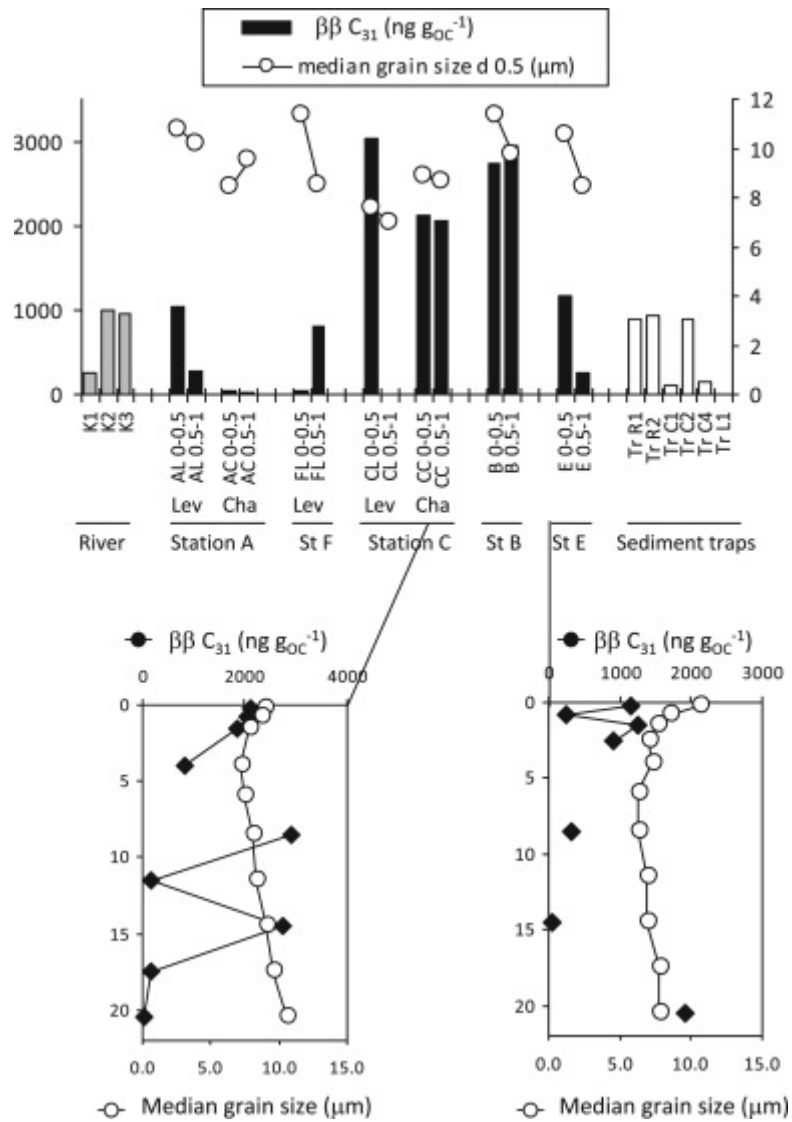 ββ C₃₁ (ng gOC⁻¹)
median grain size d 0.5 (μm)
3000
2000
1000
0
12
10
8
6
4
2
0
K1
K2
K3
AL 0-0.5
AL 0.5-1
AC 0-0.5
AC 0.5-1
FL 0-0.5
FL 0.5-1
CL 0-0.5
CL 0.5-1
CC 0-0.5
CC 0.5-1
B 0-0.5
B 0.5-1
E 0-0.5
E 0.5-1
Tr R1
Tr R2
Tr C1
Tr C2
Tr C4
Tr L1
Lev Cha Lev Lev Cha
River Station A St F Station C St B St E Sediment traps
ββ C₃₁ (ng gOC⁻¹)
0 2000 4000
0
5
10
15
20
0.0 5.0 10.0 15.0
Median grain size (μm)
ββ C₃₁ (ng gOC⁻¹)
0 1000 2000 3000
0
5
10
15
20
0.0 5.0 10.0 15.0
Median grain size (μm)